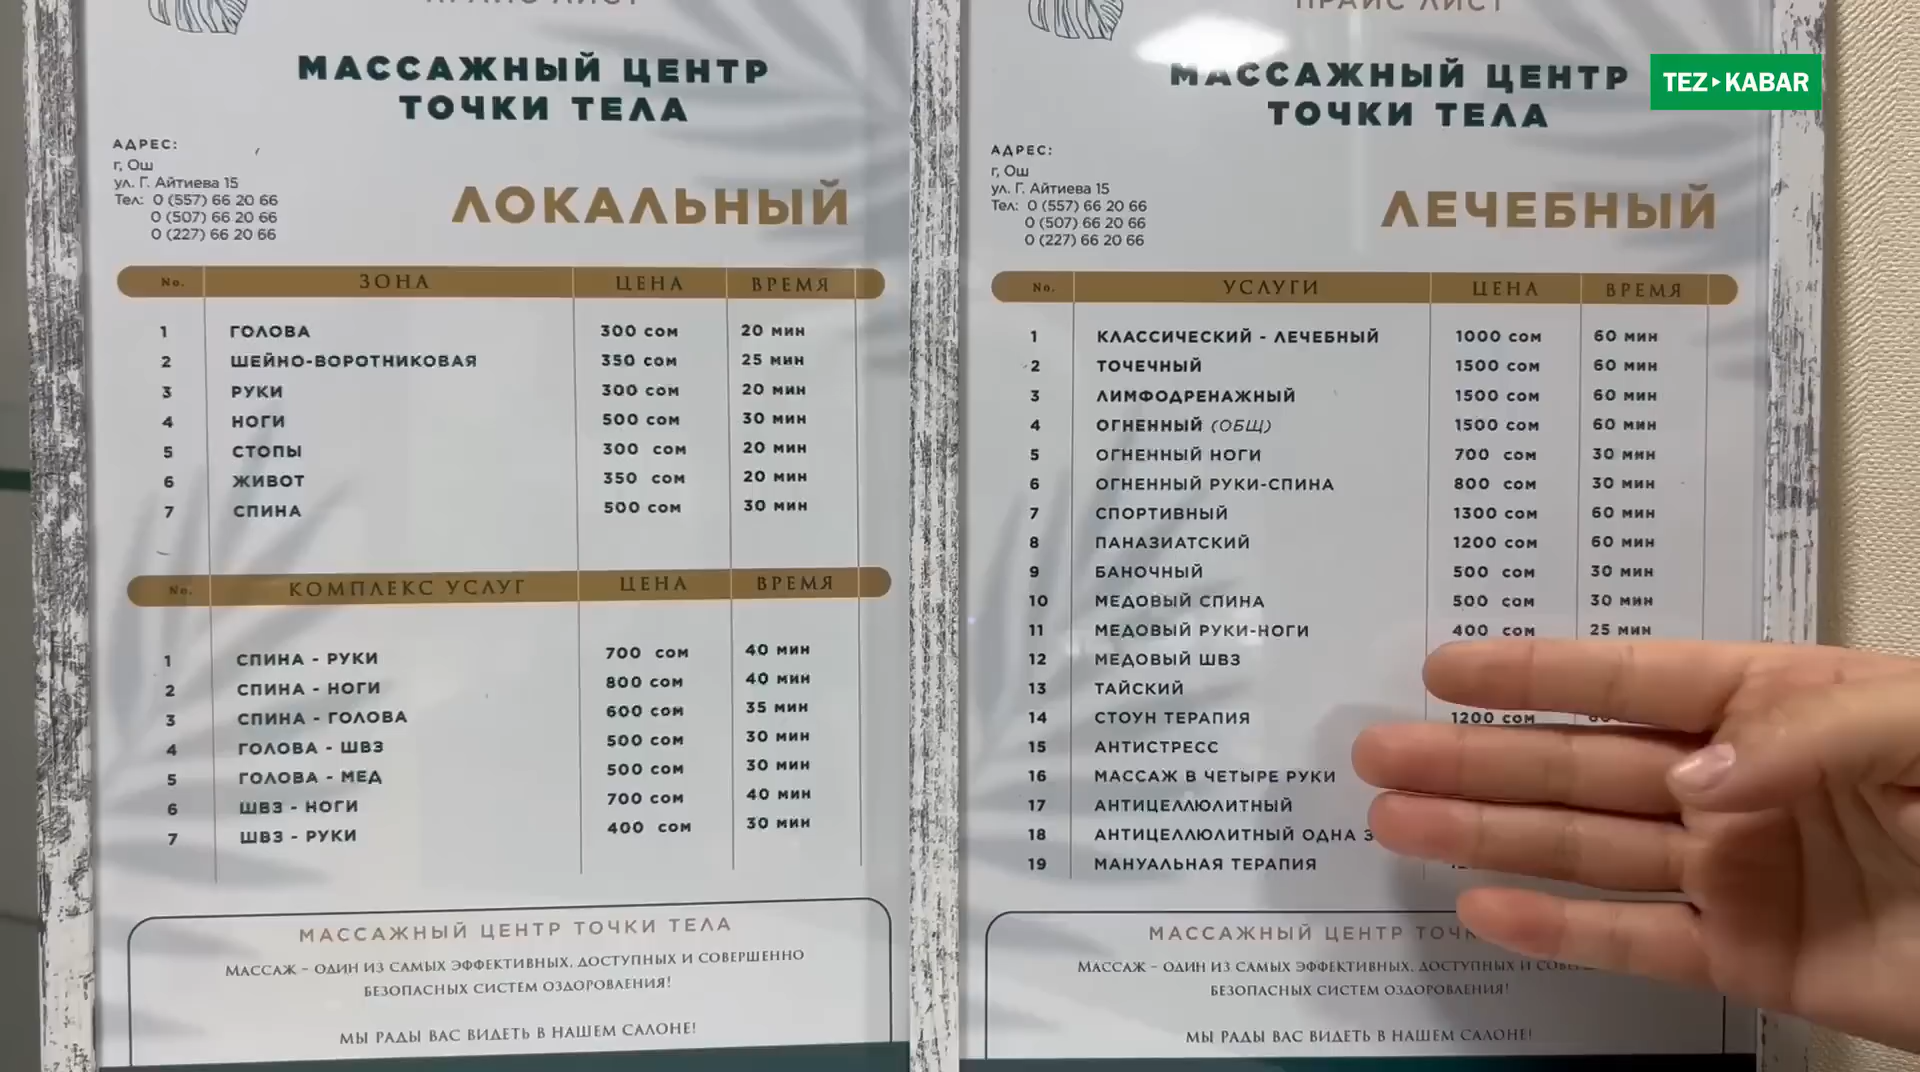 ПРАЙС ЛИСТ
МАССАЖНЫЙ ЦЕНТР
ТОЧКИ ТЕЛА
АДРЕС:
г, Ош
ул. Г. Айтиева 15
Тел: 0 (557) 66 20 66
0 (507) 66 20 66
0 (227) 66 20 66
ЛОКАЛЬНЫЙ
No. ЗОНА ЦЕНА ВРЕМЯ
1 ГОЛОВА 300 сом 20 мин
2 ШЕЙНО-ВОРОТНИКОВАЯ 350 сом 25 мин
3 РУКИ 300 сом 20 мин
4 НОГИ 500 сом 30 мин
5 СТОПЫ 300 сом 20 мин
6 ЖИВОТ 350 сом 20 мин
7 СПИНА 500 сом 30 мин
No. КОМПЛЕКС УСЛУГ ЦЕНА ВРЕМЯ
1 СПИНА - РУКИ 700 сом 40 мин
2 СПИНА - НОГИ 800 сом 40 мин
3 СПИНА - ГОЛОВА 600 сом 35 мин
4 ГОЛОВА - ШВЗ 500 сом 30 мин
5 ГОЛОВА - МЕД 500 сом 30 мин
6 ШВЗ - НОГИ 700 сом 40 мин
7 ШВЗ - РУКИ 400 сом 30 мин
МАССАЖНЫЙ ЦЕНТР ТОЧКИ ТЕЛА
МАССАЖ – ОДИН ИЗ САМЫХ ЭФФЕКТИВНЫХ, ДОСТУПНЫХ И СОВЕРШЕННО
БЕЗОПАСНЫХ СИСТЕМ ОЗДОРОВЛЕНИЯ!
МЫ РАДЫ ВАС ВИДЕТЬ В НАШЕМ САЛОНЕ!
ПРАЙС ЛИСТ
МАССАЖНЫЙ ЦЕНТР
ТОЧКИ ТЕЛА
TEZ KABAR
АДРЕС:
г, Ош
ул. Г. Айтиева 15
Тел: 0 (557) 66 20 66
0 (507) 66 20 66
0 (227) 66 20 66
ЛЕЧЕБНЫЙ
No. УСЛУГИ ЦЕНА ВРЕМЯ
1 КЛАССИЧЕСКИЙ - ЛЕЧЕБНЫЙ 1000 сом 60 мин
2 ТОЧЕЧНЫЙ 1500 сом 60 мин
3 ЛИМФОДРЕНАЖНЫЙ 1500 сом 60 мин
4 ОГНЕННЫЙ (ОБЩ) 1500 сом 60 мин
5 ОГНЕННЫЙ НОГИ 700 сом 30 мин
6 ОГНЕННЫЙ РУКИ-СПИНА 800 сом 30 мин
7 СПОРТИВНЫЙ 1300 сом 60 мин
8 ПАНАЗИАТСКИЙ 1200 сом 60 мин
9 БАНОЧНЫЙ 500 сом 30 мин
10 МЕДОВЫЙ СПИНА 500 сом 30 мин
11 МЕДОВЫЙ РУКИ-НОГИ 400 сом 25 мин
12 МЕДОВЫЙ ШВЗ
13 ТАЙСКИЙ
14 СТОУН ТЕРАПИЯ 1200 сом
15 АНТИСТРЕСС
16 МАССАЖ В ЧЕТЫРЕ РУКИ
17 АНТИЦЕЛЛЮЛИТНЫЙ
18 АНТИЦЕЛЛЮЛИТНЫЙ ОДНА
19 МАНУАЛЬНАЯ ТЕРАПИЯ
МАССАЖНЫЙ ЦЕНТР
МАССАЖ – ОДИН ИЗ САМЫХ ЭФФЕКТИВНЫХ, ДОСТУПНЫХ И
БЕЗОПАСНЫХ СИСТЕМ ОЗДОРОВЛЕНИЯ!
МЫ РАДЫ ВАС ВИДЕТЬ В НАШЕМ САЛОНЕ!